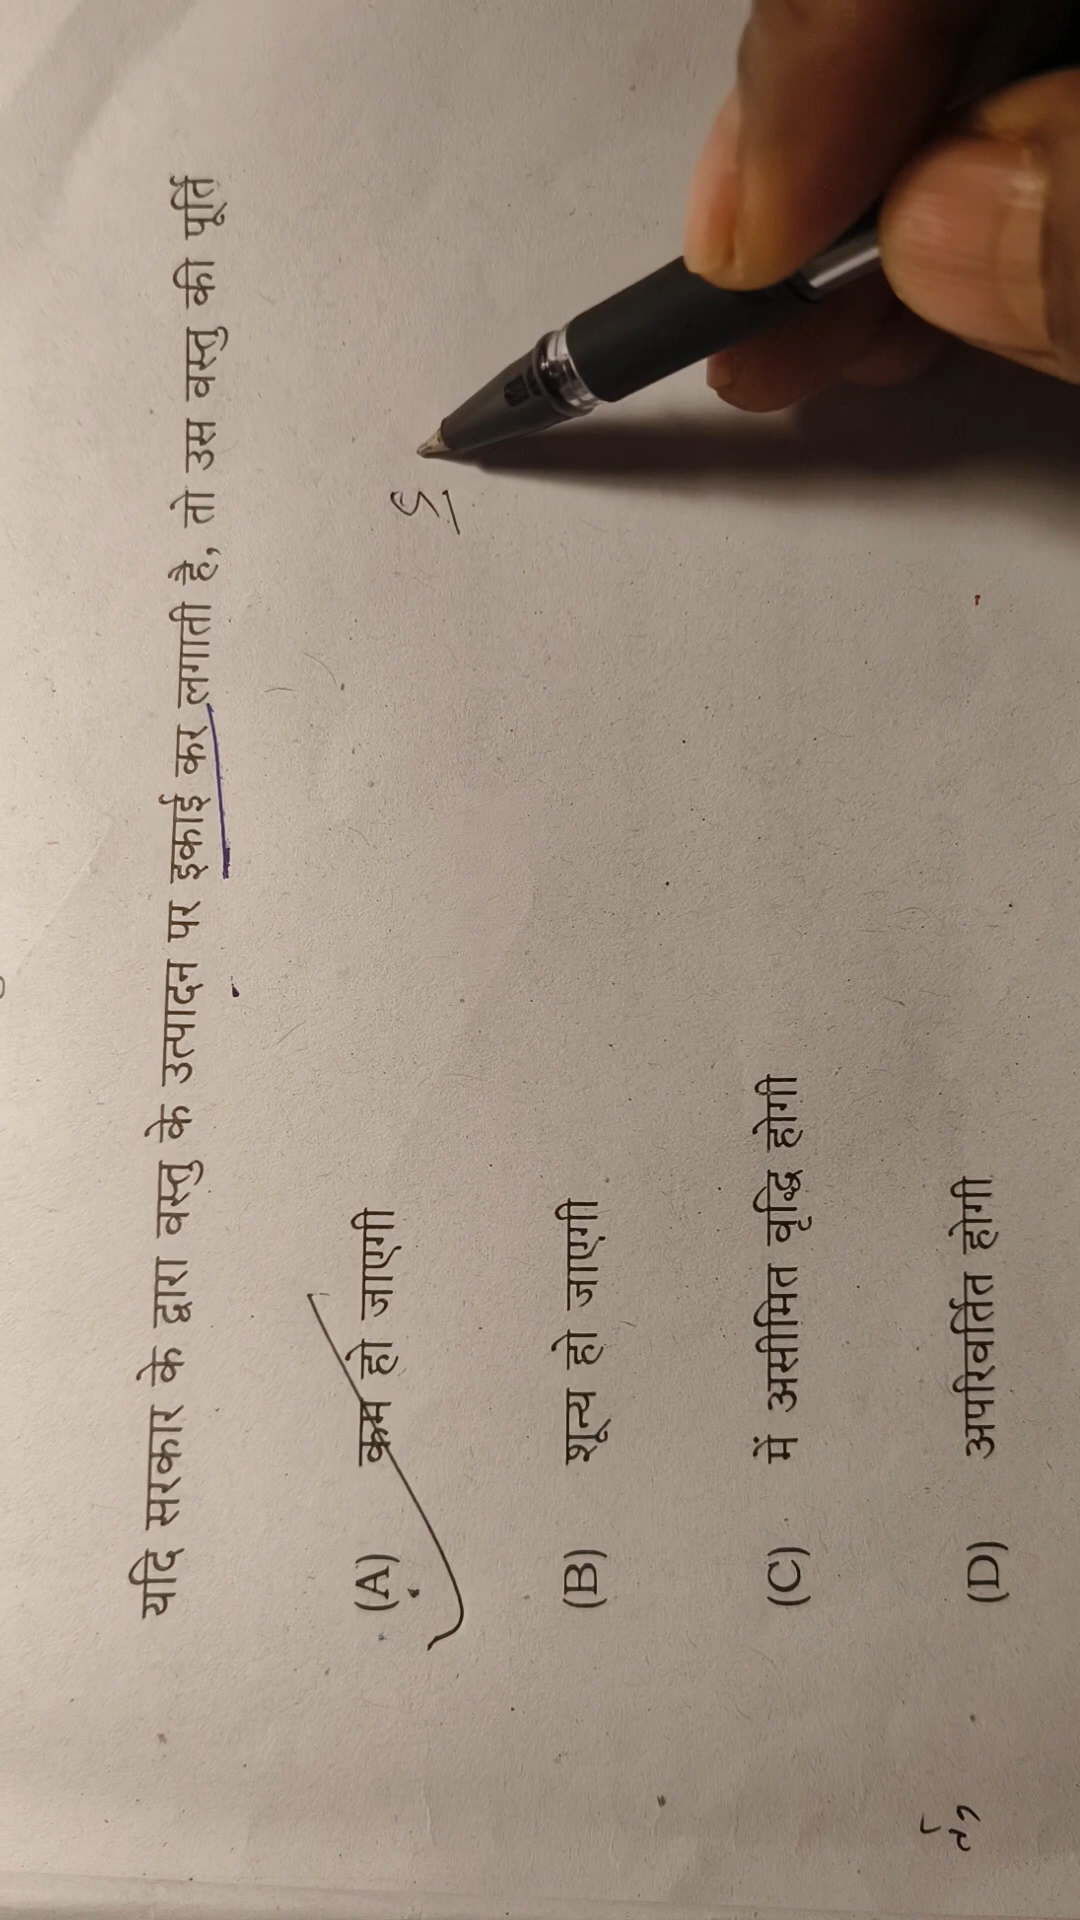 यदि सरकार के द्वारा वस्तु के उत्पादन पर इकाई कर लगाती है, तो उस वस्तु की पूर्ति
(A) कम हो जाएगी
(B) शून्य हो जाएगी
(C) में असीमित वृद्धि होगी
(D) अपरिवर्तित होगी